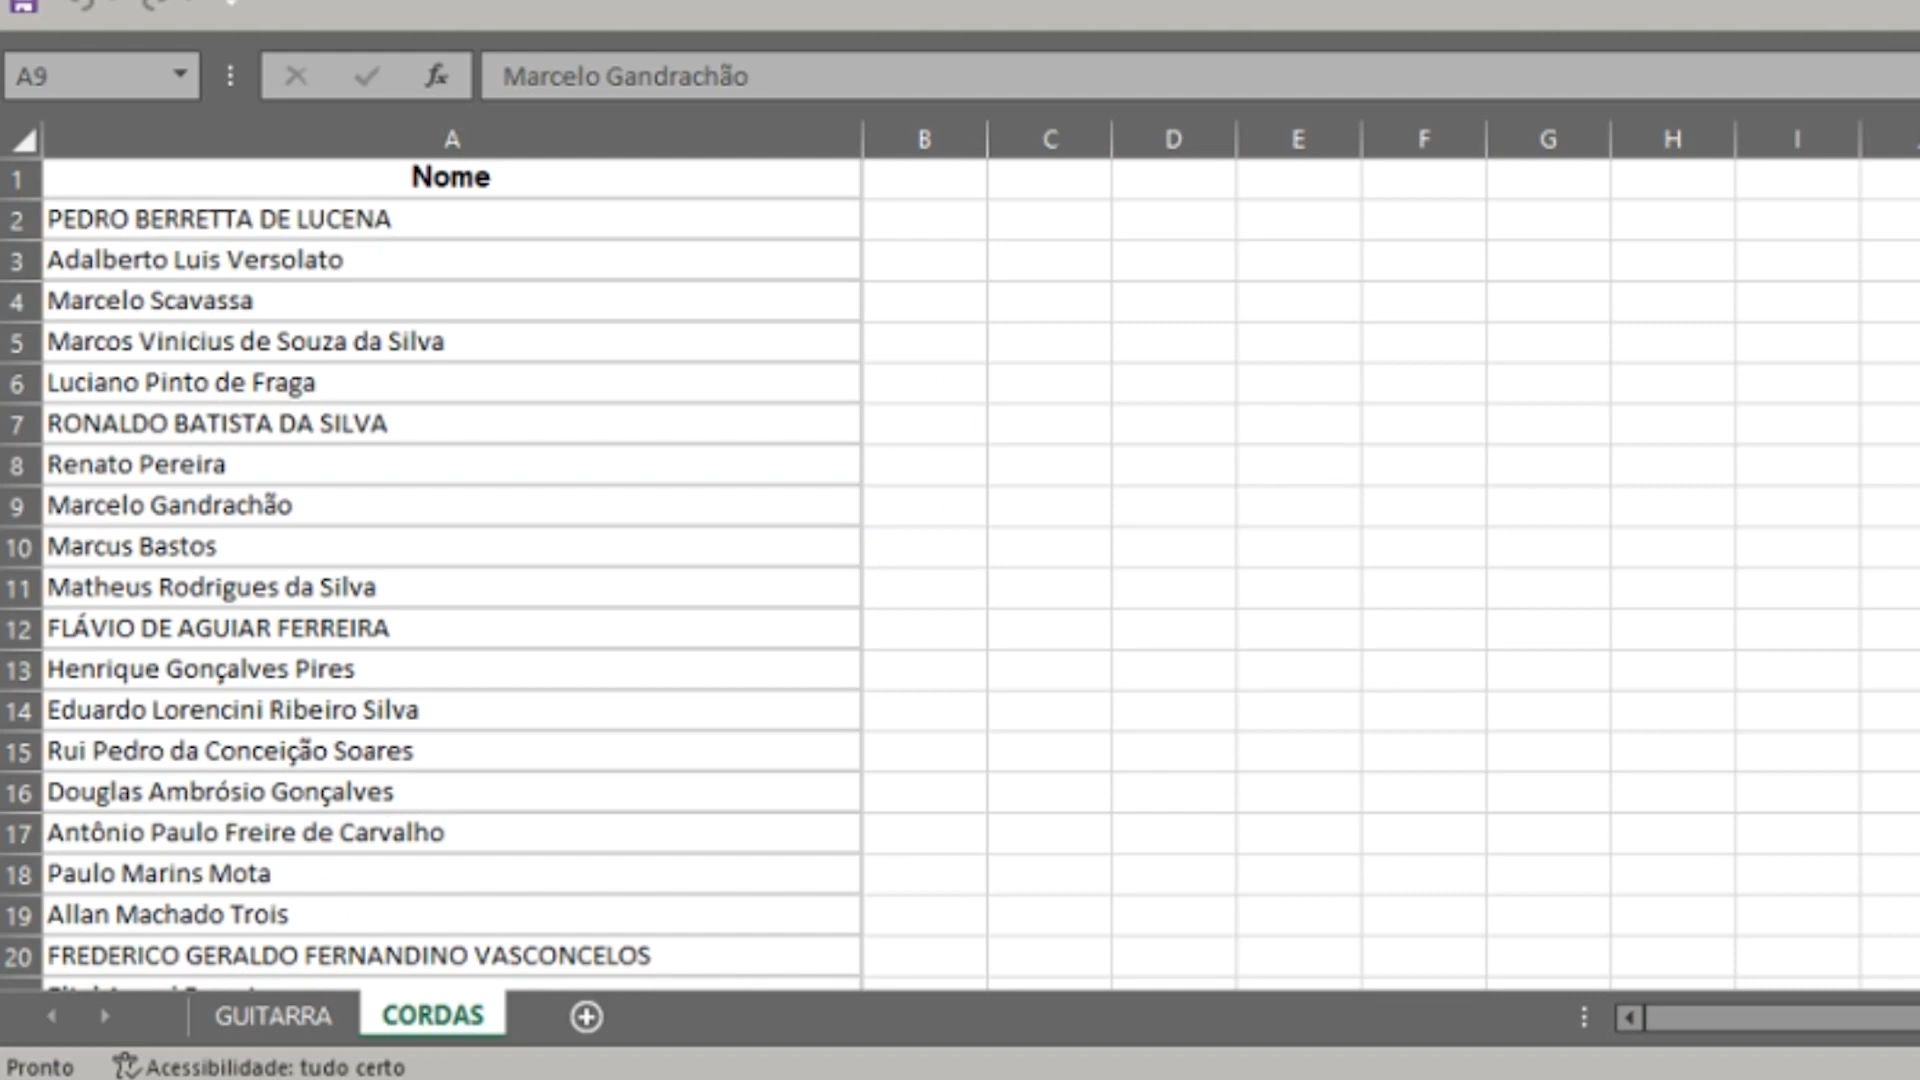 A9
fx
Marcelo Gandrachão
A B C D E F G H I
1 Nome
2 PEDRO BERRETTA DE LUCENA
3 Adalberto Luis Versolato
4 Marcelo Scavassa
5 Marcos Vinicius de Souza da Silva
6 Luciano Pinto de Fraga
7 RONALDO BATISTA DA SILVA
8 Renato Pereira
9 Marcelo Gandrachão
10 Marcus Bastos
11 Matheus Rodrigues da Silva
12 FLÁVIO DE AGUIAR FERREIRA
13 Henrique Gonçalves Pires
14 Eduardo Lorencini Ribeiro Silva
15 Rui Pedro da Conceição Soares
16 Douglas Ambrósio Gonçalves
17 Antônio Paulo Freire de Carvalho
18 Paulo Marins Mota
19 Allan Machado Trois
20 FREDERICO GERALDO FERNANDINO VASCONCELOS
GUITARRA CORDAS
Pronto Acessibilidade: tudo certo